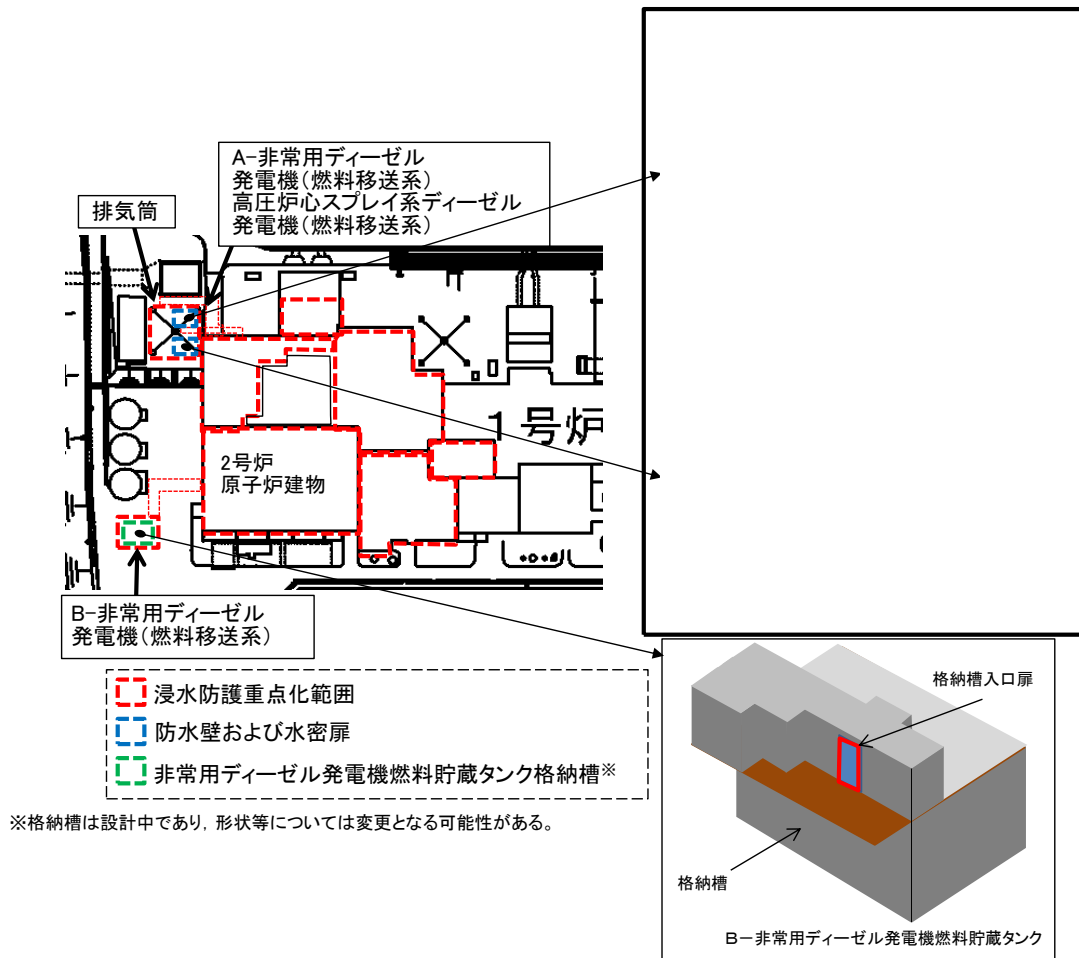 A-非常用ディーゼル
発電機(燃料移送系)
高圧炉心スプレイ系ディーゼル
発電機(燃料移送系)
排気筒
1号炉
2号炉
原子炉建物
B-非常用ディーゼル
発電機(燃料移送系)
浸水防護重点化範囲
防水壁および水密扉
非常用ディーゼル発電機燃料貯蔵タンク格納槽※
※格納槽は設計中であり，形状等については変更となる可能性がある。
格納槽入口扉
格納槽
B－非常用ディーゼル発電機燃料貯蔵タンク